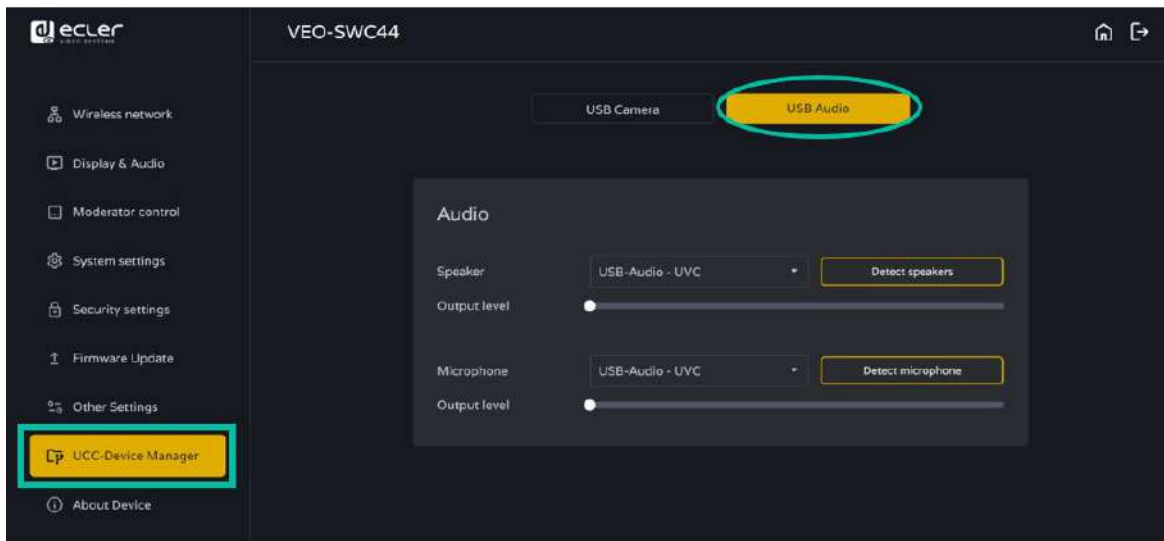 ecler
VIDEO SYSTEMS
VEO-SWC44
Wireless network
Display & Audio
Moderator control
System settings
Security settings
Firmware Update
Other Settings
UCC-Device Manager
About Device
USB Camera
USB Audio
Audio
Speaker
USB-Audio - UVC
Detect speakers
Output level
Microphone
USB-Audio - UVC
Detect microphone
Output level